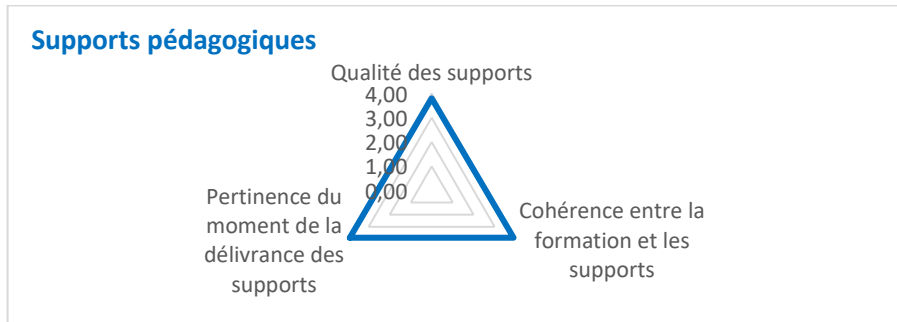 Supports pédagogiques
Qualité des supports
4,00
3,00
2,00
1,00
0,00
Pertinence du
moment de la
délivrance des
supports
Cohérence entre la
formation et les
supports